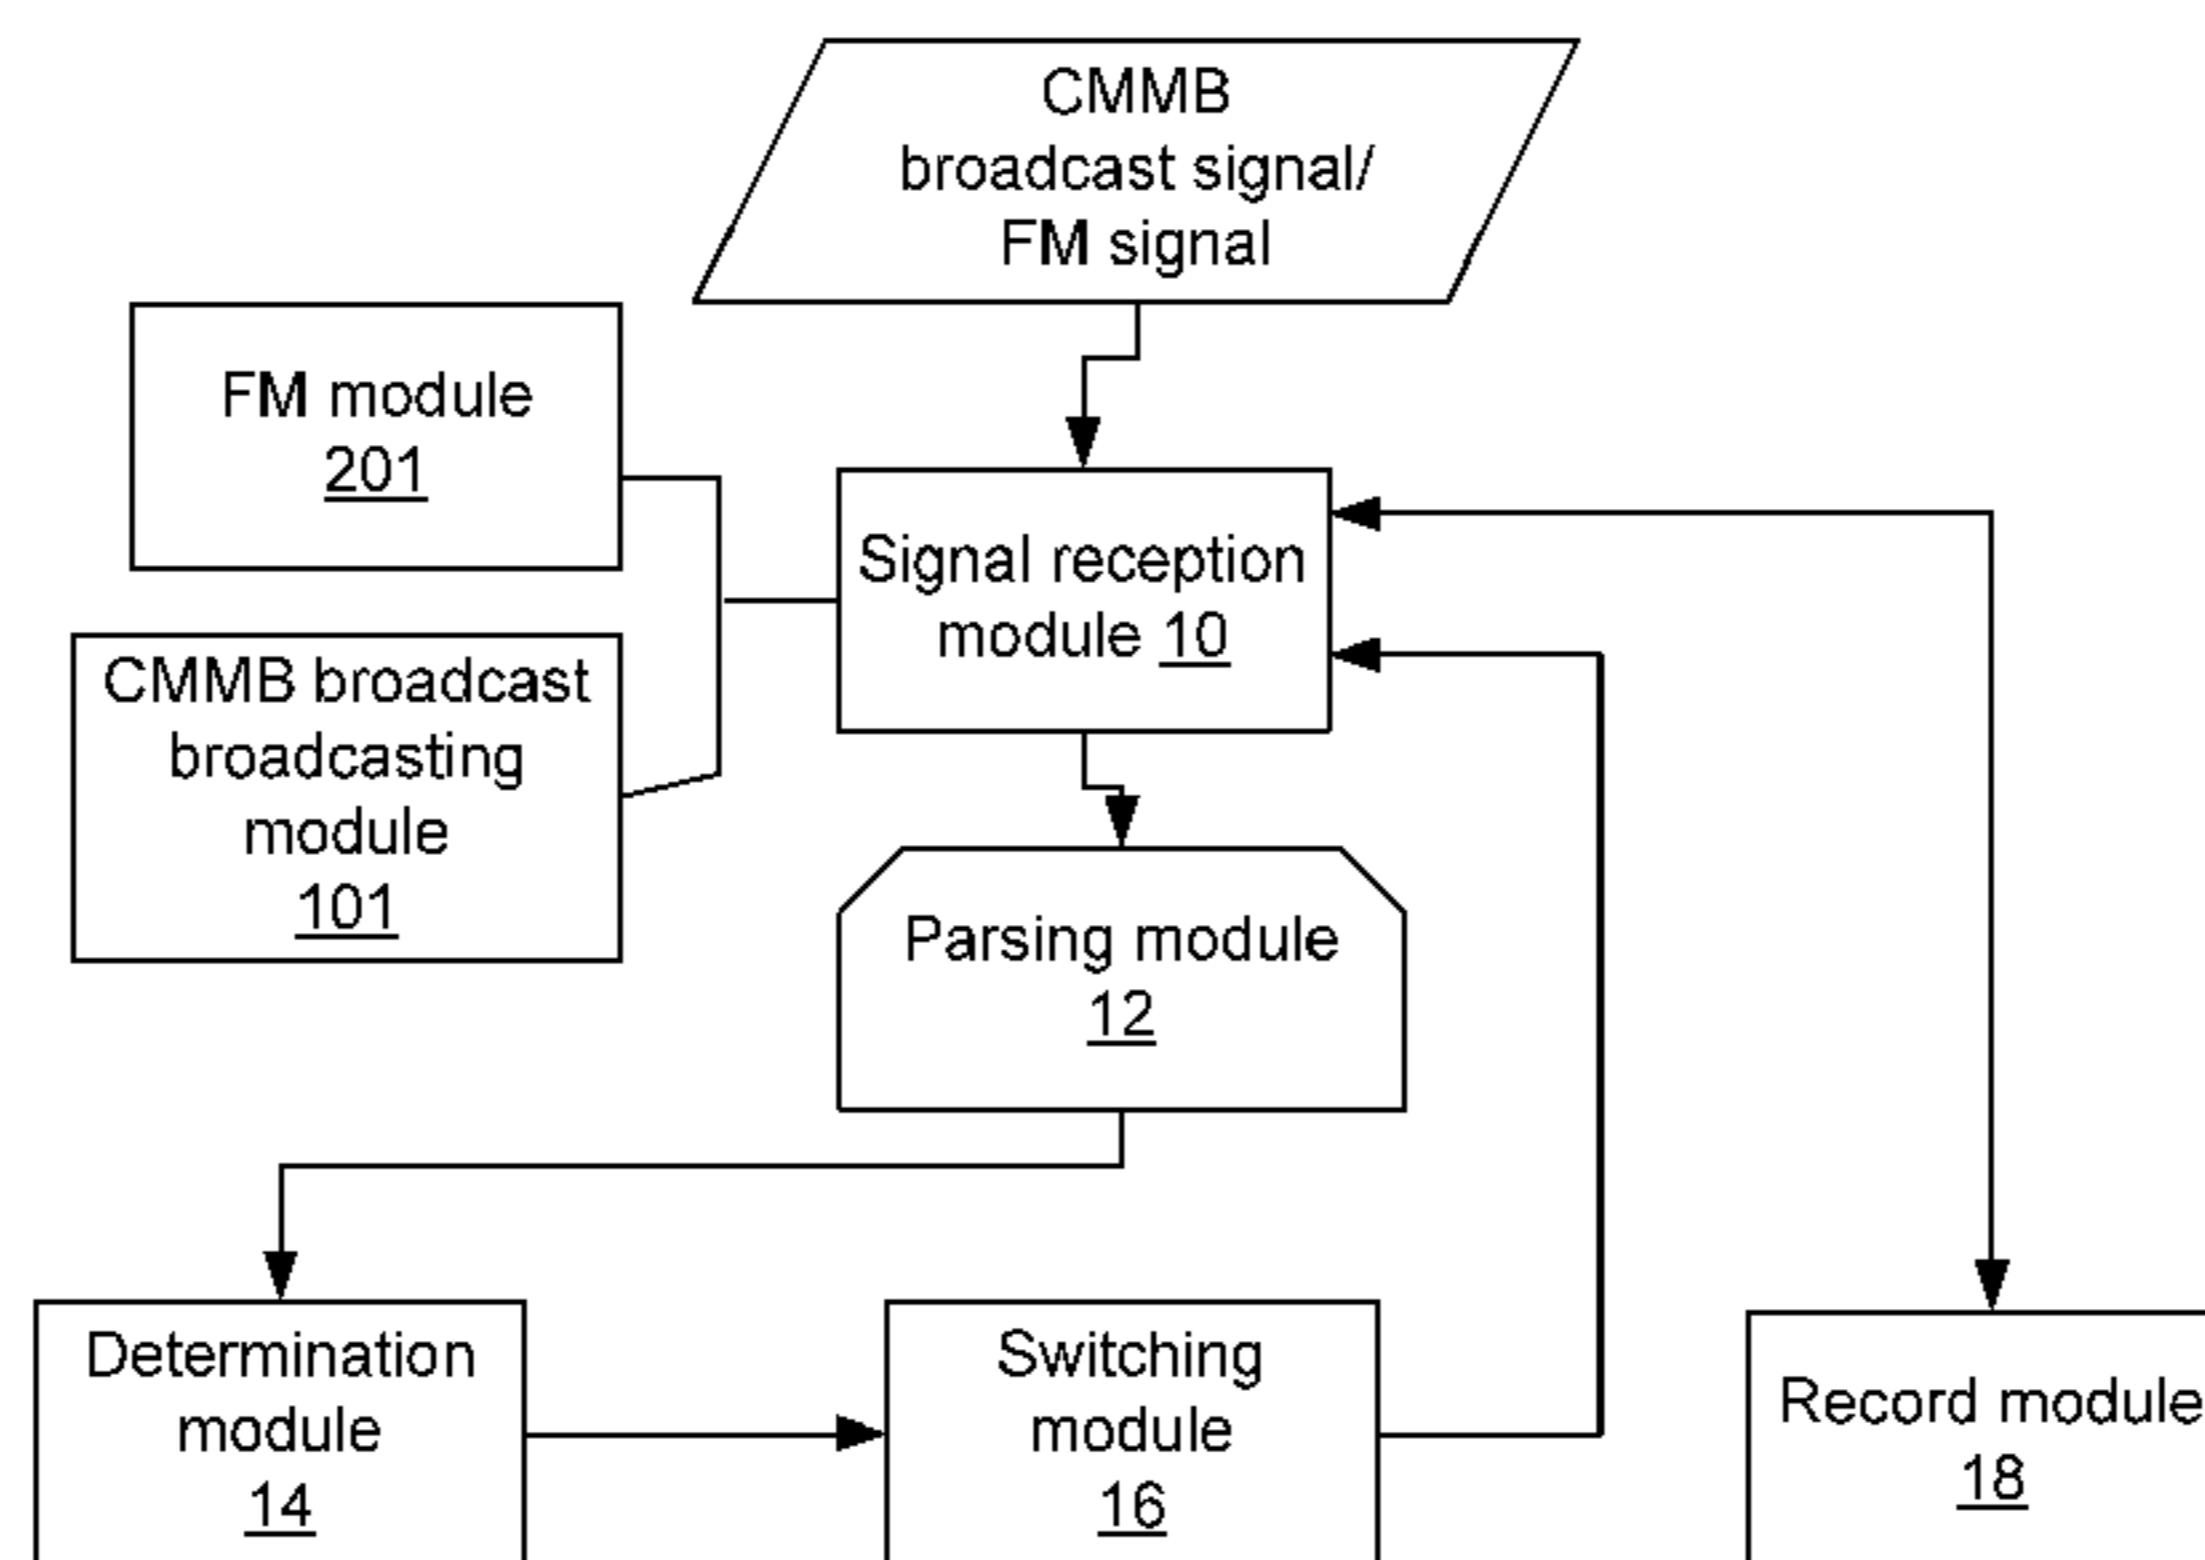 CMMB
broadcast signal/
FM signal
FM module
201
Signal reception
module 10
CMMB broadcast
broadcasting
module
101
Parsing module
12
Determination
module
14
Switching
module
16
Record module
18